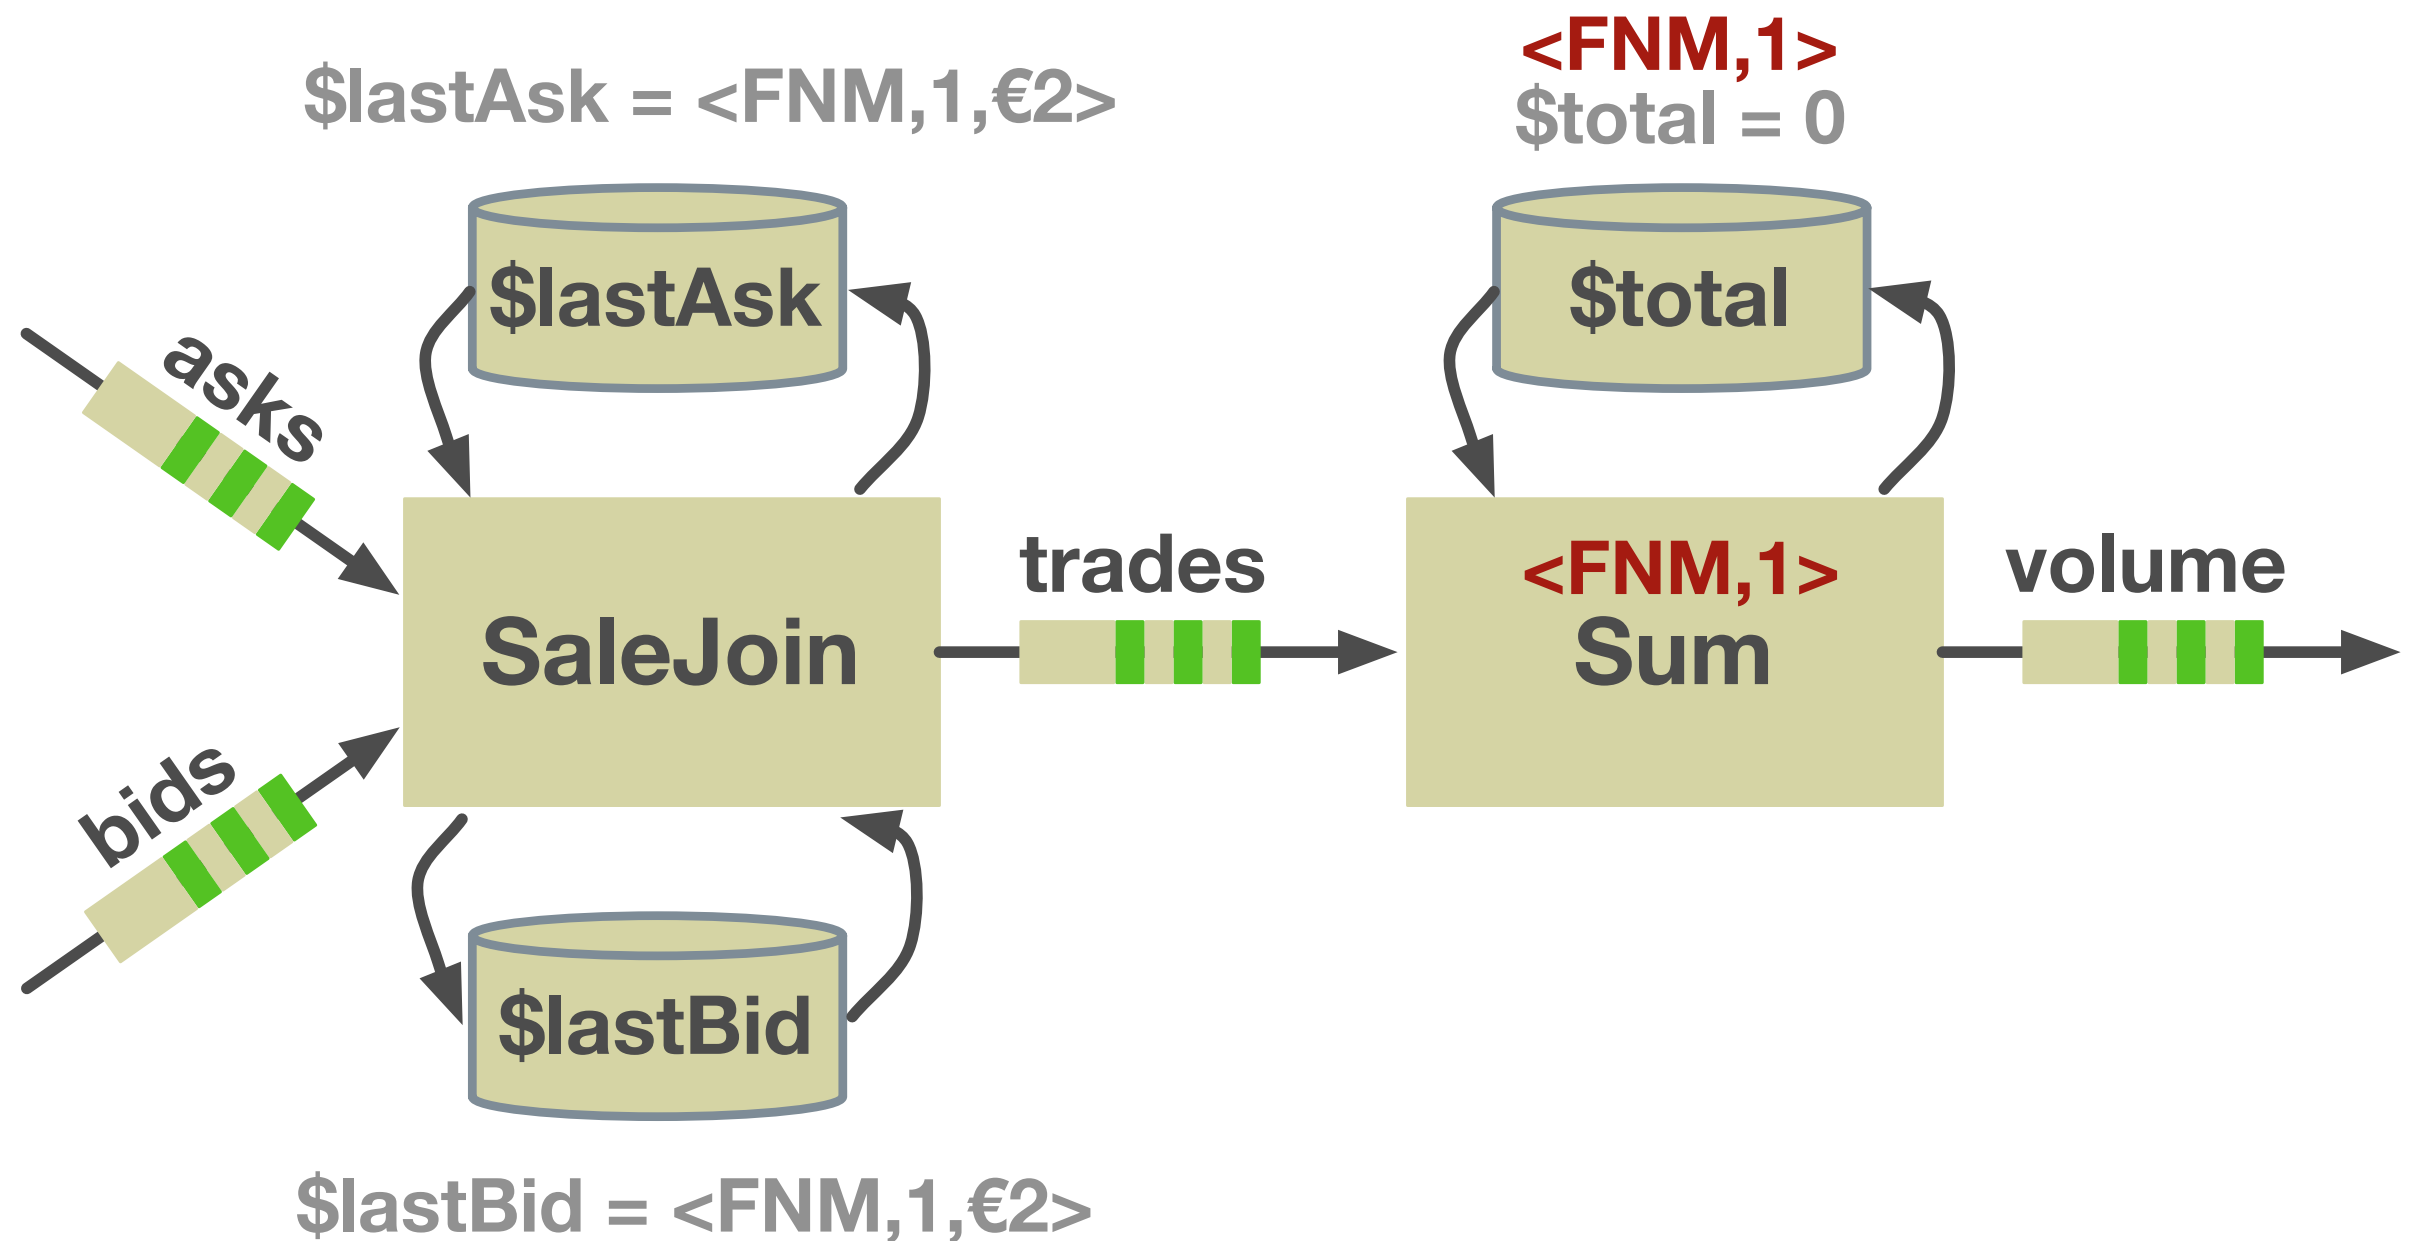 <FNM,1>
$lastAsk = <FNM,1,€2>
$total = 0
$lastAsk
$total
asks
trades
<FNM,1>
volume
SaleJoin
Sum
bids
$lastBid
$lastBid = <FNM,1,€2>